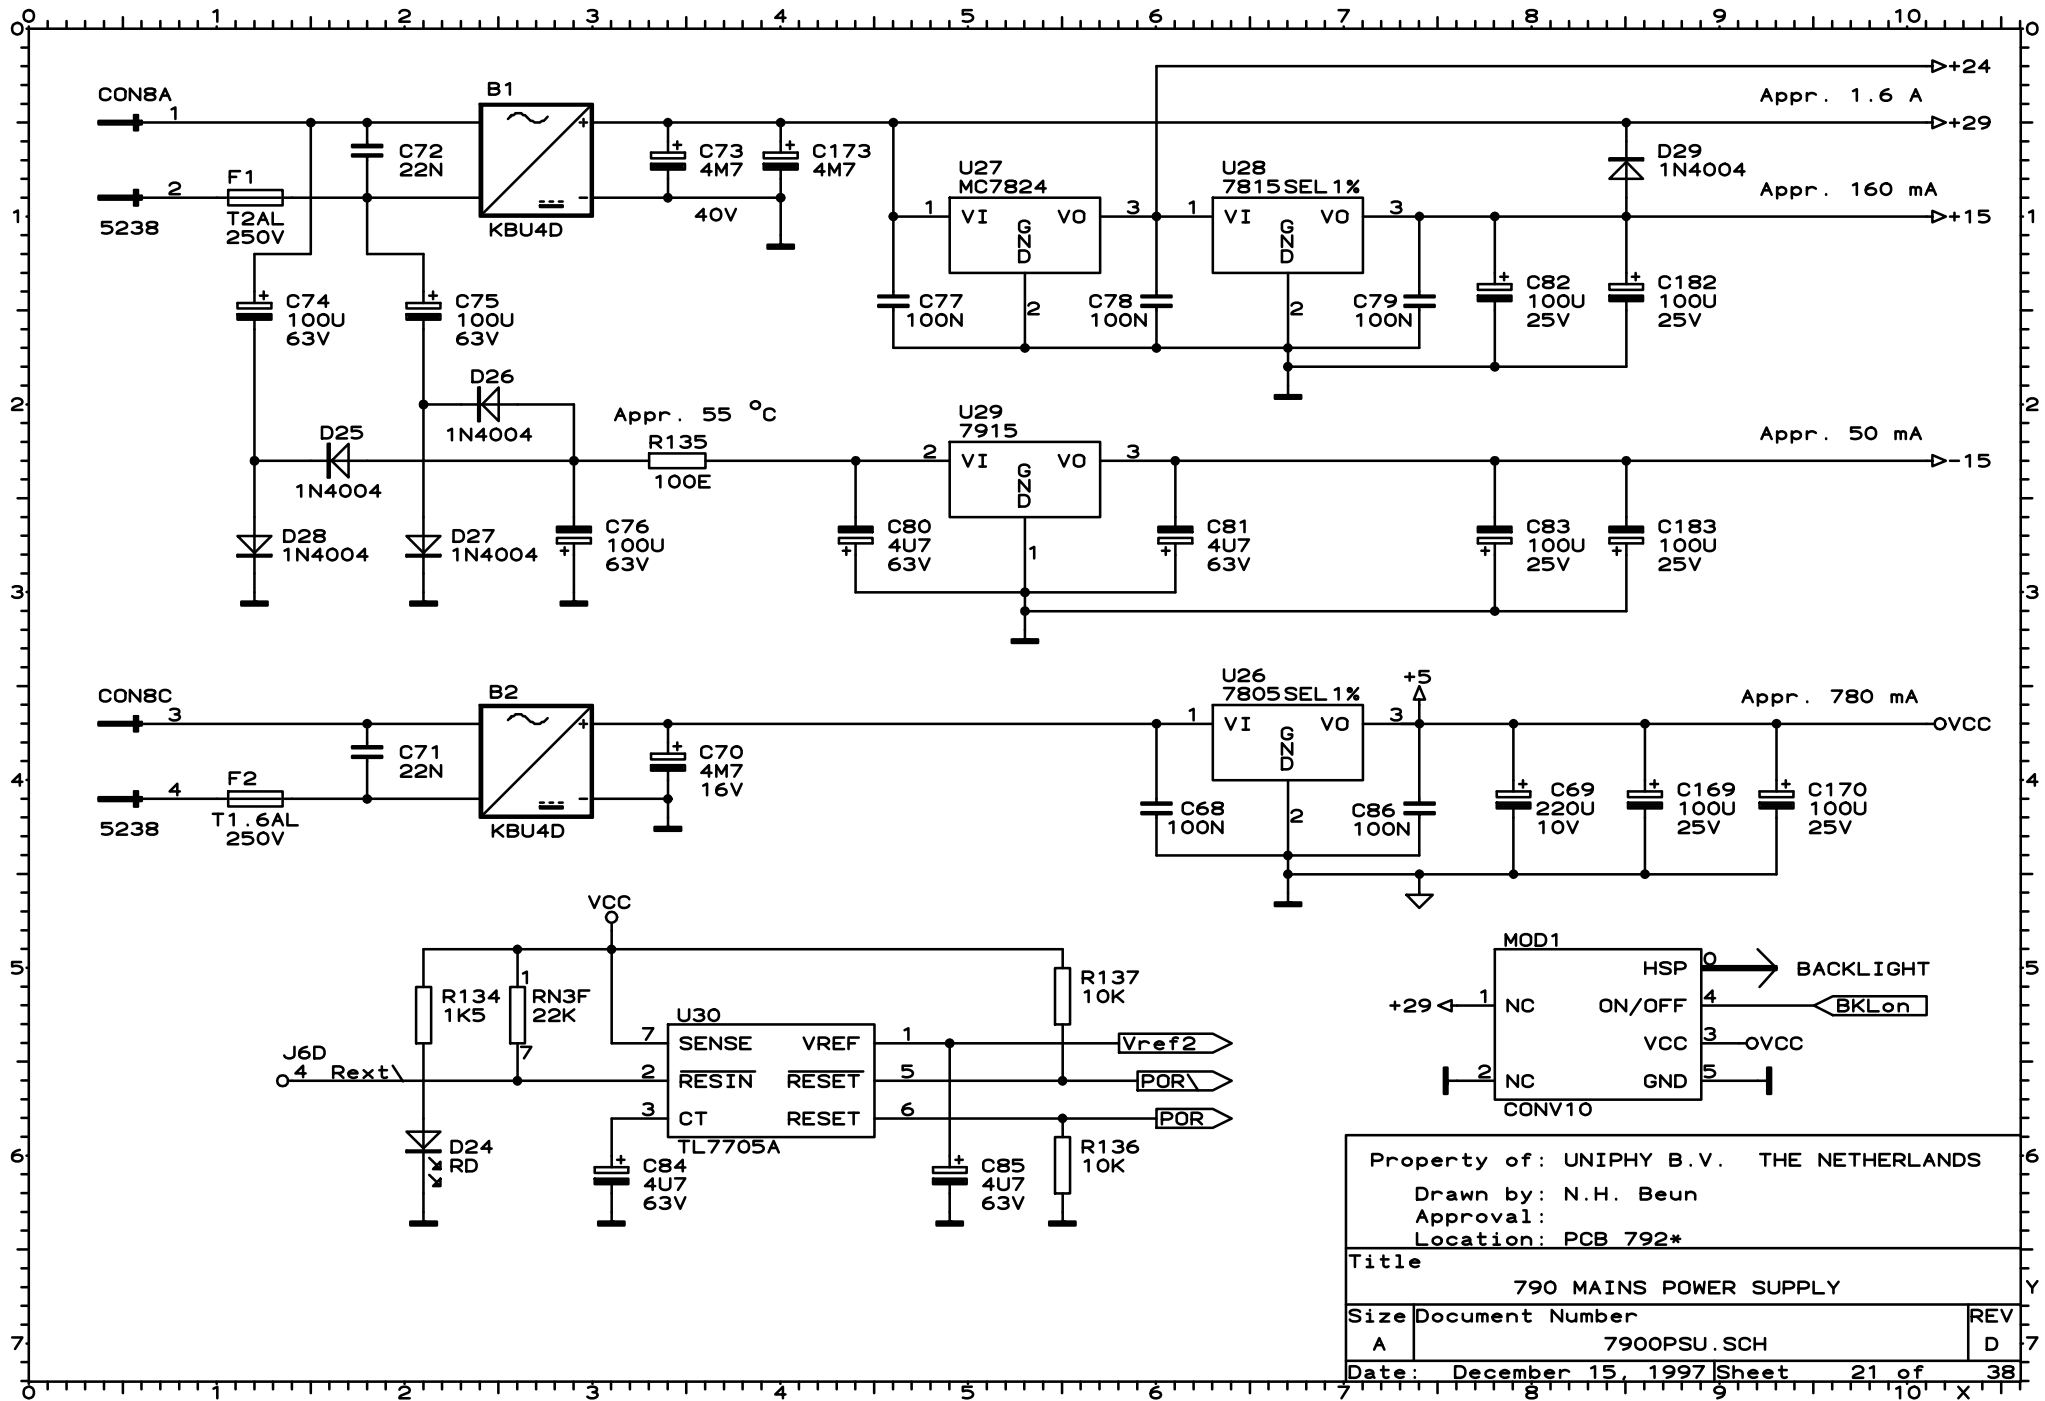 0 1 2 3 4 5 6 7 8 9 10
0 0
+24
CON8A B1 Appr. 1.6 A
1
+ +29
C72
22N
C73
4M7
C173
4M7
D29
1N4004
U27
MC7824
U28
7815SEL1%
F1
2
-
T2AL
250V
5238
KBU4D
40V
Appr. 160 mA
1 1
1 VI VO 3
GND
2
1 VI VO 3
GND
2
+15
+ C74
100U
63V
+ C75
100U
63V
C77
100N
C78
100N
C79
100N
+ C82
100U
25V
+ C182
100U
25V
D26
1N4004
2 2
Appr. 55 °C
U29
7915
D25
1N4004
R135
100E
2 VI VO 3
GND
1
Appr. 50 mA
-15
D28
1N4004
D27
1N4004
C76
100U
63V
+
C80
4U7
63V
+
C81
4U7
63V
+
C83
100U
25V
+
C183
100U
25V
+
3 3
CON8C B2
U26
7805SEL1%
+5
Appr. 780 mA
3
+
1 VI VO 3
GND
2
VCC
C71
22N
+ C70
4M7
16V
4 4
F2
4
-
T1.6AL
250V
5238
KBU4D
C68
100N
C86
100N
+ C69
220U
10V
+ C169
100U
25V
+ C170
100U
25V
VCC
MOD1
5 5
R134
1K5
1
RN3F
22K
7
R137
10K
HSP 0 BACKLIGHT
+29 1 NC ON/OFF 4 BKLon
VCC 3 VCC
2 NC GND 5
CONV10
U30
7 SENSE VREF 1 Vref2
J6D
4 Rext\ 2 RESIN RESET 5 POR\
3 CT RESET 6 POR
TL7705A
6 6
D24
RD
+ C84
4U7
63V
+ C85
4U7
63V
R136
10K
Property of: UNIPHY B.V. THE NETHERLANDS
Drawn by: N.H. Beun
Approval:
Location: PCB 792*
Title
790 MAINS POWER SUPPLY
Y
Size Document Number REV
7 A 7900PSU.SCH D 7
Date: December 15, 1997 Sheet 21 of 38
0 1 2 3 4 5 6 7 8 9 10 X